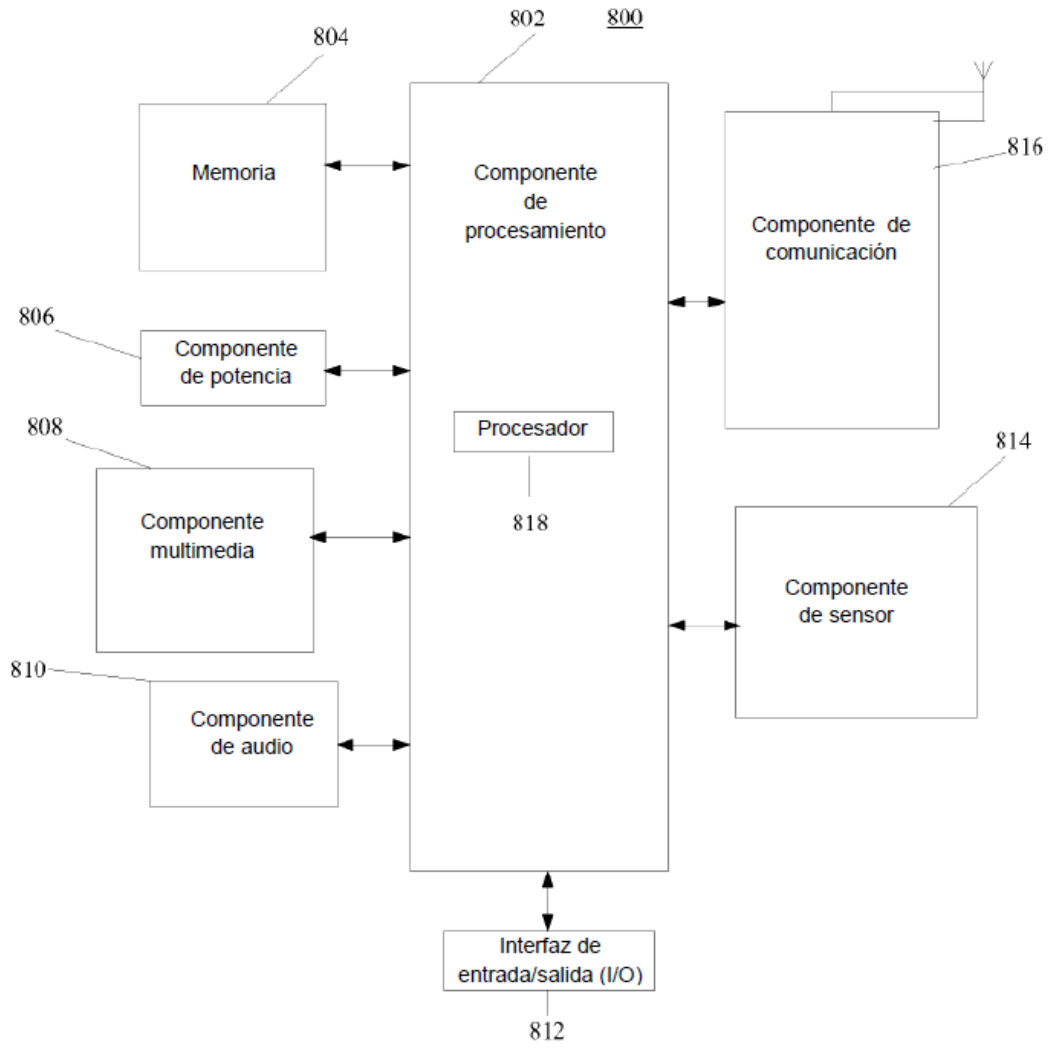 802
800
804
Memoria
Componente
de
procesamiento
816
Componente de
comunicación
806
Componente
de potencia
808
Procesador
818
814
Componente
multimedia
Componente
de sensor
810
Componente
de audio
Interfaz de
entrada/salida (I/O)
812